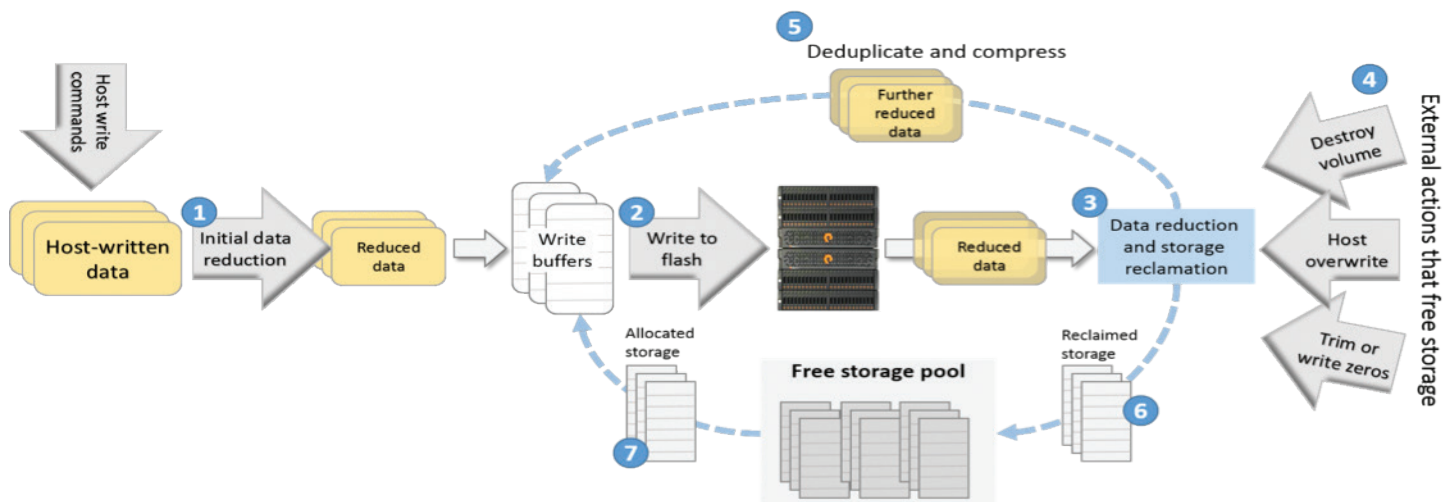 5
Deduplicate and compress
Further
reduced
data
4
External actions that free storage
Destroy
volume
Host write
commands
1
Host-written
data
Initial data
reduction
Reduced
data
Write
buffers
2
Write to
flash
Reduced
data
3
Data reduction
and storage
reclamation
Host
overwrite
Trim or
write zeros
Allocated
storage
7
Free storage pool
Reclaimed
storage
6